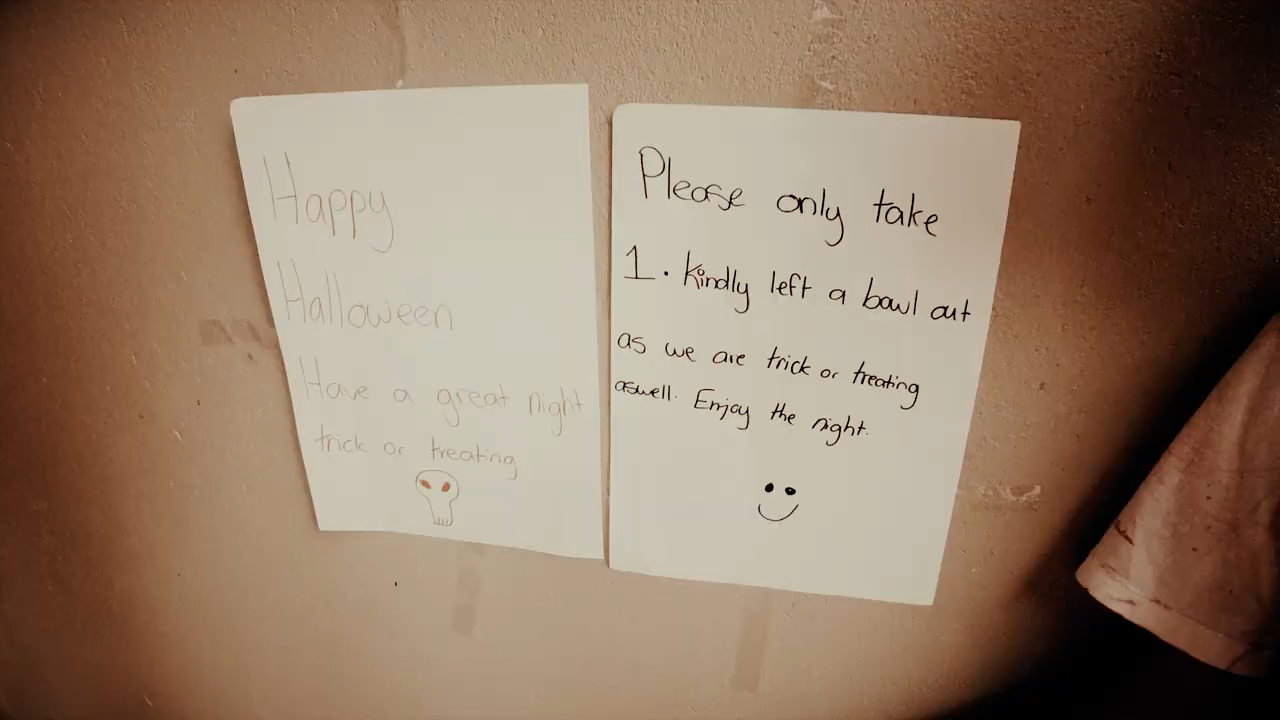 Happy
Halloween
Have a great night
trick or treating
Please only take
1. Kindly left a bowl out
as we are trick or treating
aswell. Enjoy the night.